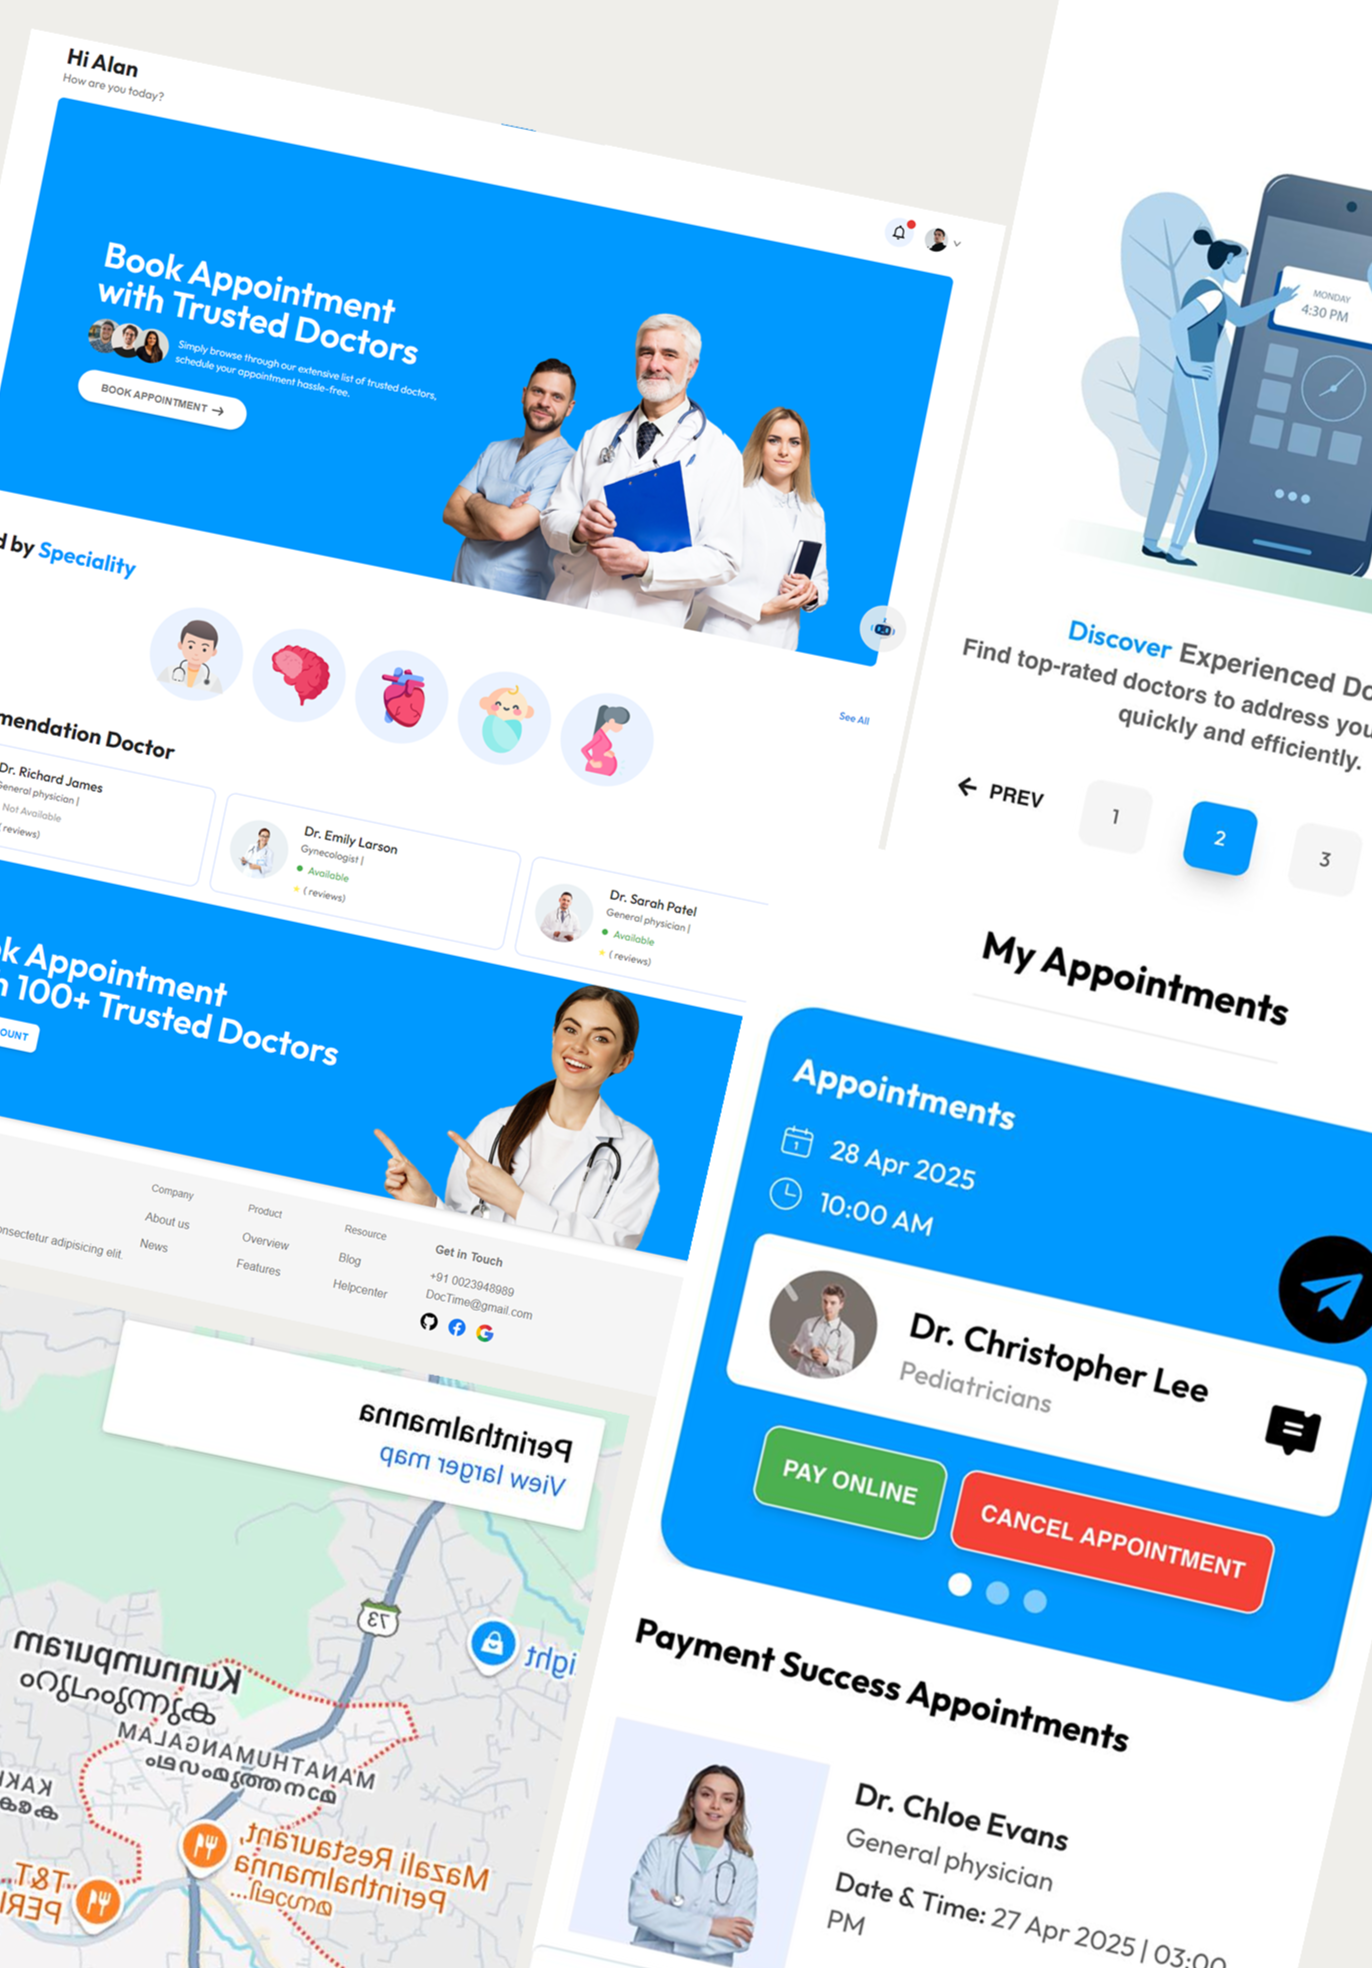 Hi Alan
How are you today?
Book Appointment
with Trusted Doctors
Simply browse through our extensive list of trusted doctors,
schedule your appointment hassle-free.
BOOK APPOINTMENT →
d by Speciality
See All
mendation Doctor
Dr. Richard James
General physician |
Not Available
( reviews)
Dr. Emily Larson
Gynecologist |
Available
( reviews)
Dr. Sarah Patel
General physician |
Available
( reviews)
k Appointment
h 100+ Trusted Doctors
OUNT
onsectetur adipisicing elit.
Company
About us
News
Product
Overview
Features
Resource
Blog
Helpcenter
Get in Touch
+91 0023948989
DocTime@gmail.com
Perinthalmanna
View larger map
73
ight
Kunnumpuram
കുന്നുംപുറം
MANATHUMANGALAM
മാനത്തുമംഗലം
KAKK
Mazali Restaurant,
Perinthalmanna
മസാലി...
T&T
PERI
MONDAY
4:30 PM
Discover Experienced Do
Find top-rated doctors to address you
quickly and efficiently.
← PREV
1
2
3
My Appointments
Appointments
1
28 Apr 2025
10:00 AM
Dr. Christopher Lee
Pediatricians
PAY ONLINE
CANCEL APPOINTMENT
Payment Success Appointments
Dr. Chloe Evans
General physician
Date & Time: 27 Apr 2025 | 03:00
PM